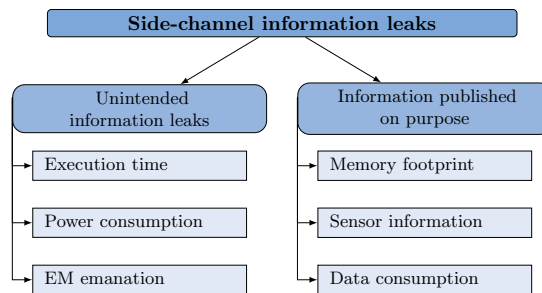 Side-channel information leaks
Unintended
information leaks
Execution time
Power consumption
EM emanation
Information published
on purpose
Memory footprint
Sensor information
Data consumption